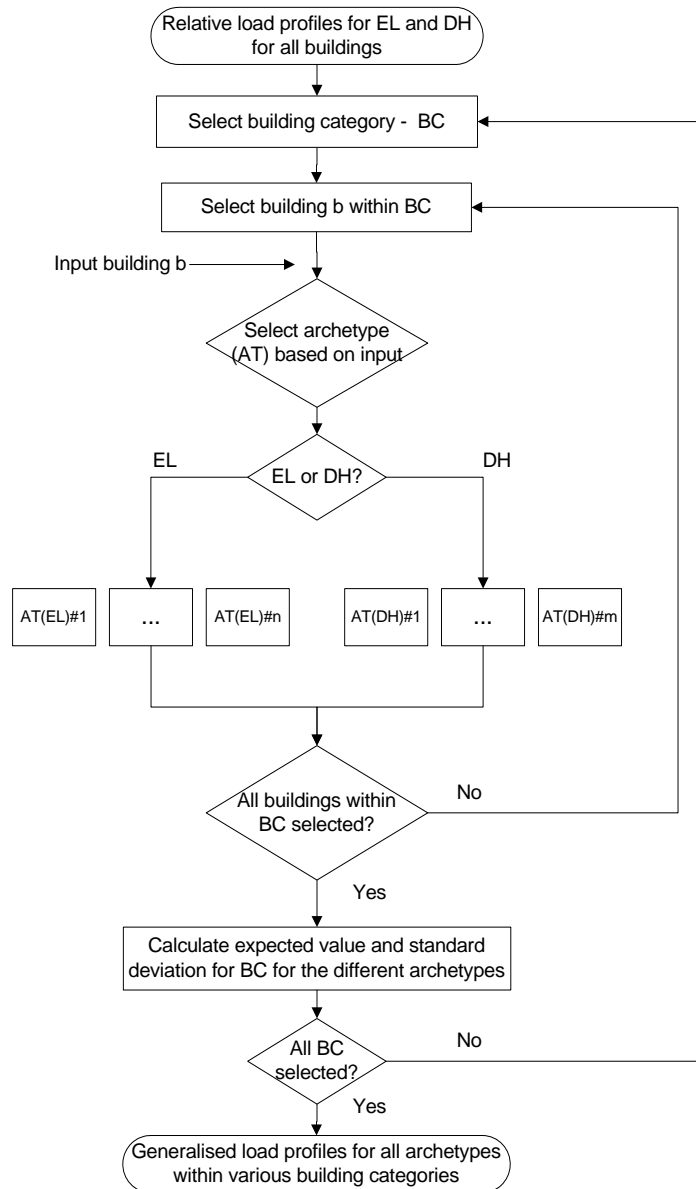 Relative load profiles for EL and DH
for all buildings
Select building category -  BC
Select building b within BC
Input building b
Select archetype
(AT) based on input
EL
DH
EL or DH?
AT(EL)#1
...
AT(EL)#n
AT(DH)#1
...
AT(DH)#m
All buildings within
BC selected?
No
Yes
Calculate expected value and standard
deviation for BC for the different archetypes
All BC
selected?
No
Yes
Generalised load profiles for all archetypes
within various building categories